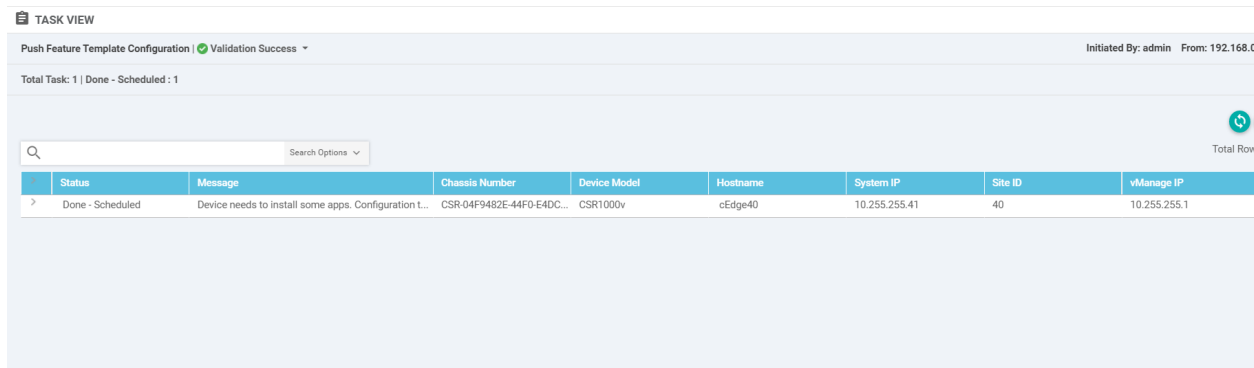 TASK VIEW
Push Feature Template Configuration | Validation Success
Initiated By: admin From: 192.168.0
Total Task: 1 | Done - Scheduled : 1
Search Options
Total Row
Status Message Chassis Number Device Model Hostname System IP Site ID vManage IP
Done - Scheduled Device needs to install some apps. Configuration t... CSR-04F9482E-44F0-E4DC... CSR1000v cEdge40 10.255.255.41 40 10.255.255.1